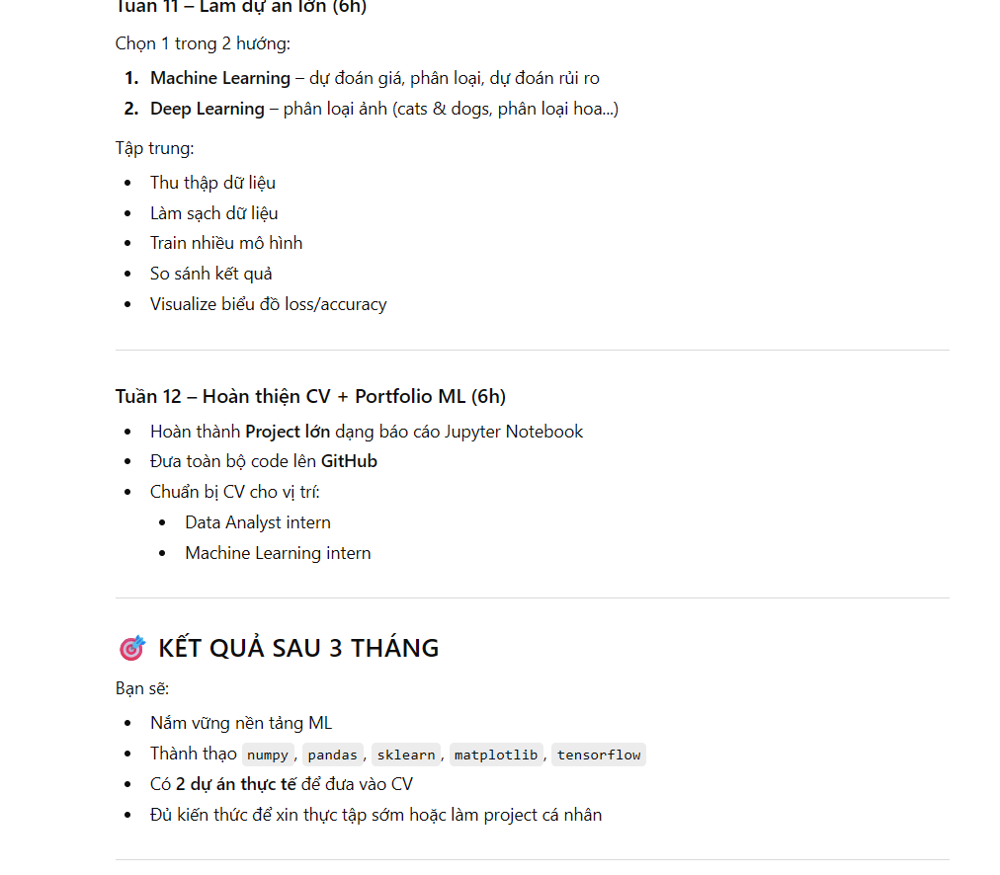 Tuần 11 – Làm dự án lớn (6h)
Chọn 1 trong 2 hướng:
1. Machine Learning – dự đoán giá, phân loại, dự đoán rủi ro
2. Deep Learning – phân loại ảnh (cats & dogs, phân loại hoa...)
Tập trung:
• Thu thập dữ liệu
• Làm sạch dữ liệu
• Train nhiều mô hình
• So sánh kết quả
• Visualize biểu đồ loss/accuracy
Tuần 12 – Hoàn thiện CV + Portfolio ML (6h)
• Hoàn thành Project lớn dạng báo cáo Jupyter Notebook
• Đưa toàn bộ code lên GitHub
• Chuẩn bị CV cho vị trí:
• Data Analyst intern
• Machine Learning intern
🎯 KẾT QUẢ SAU 3 THÁNG
Bạn sẽ:
• Nắm vững nền tảng ML
• Thành thạo numpy, pandas, sklearn, matplotlib, tensorflow
• Có 2 dự án thực tế để đưa vào CV
• Đủ kiến thức để xin thực tập sớm hoặc làm project cá nhân